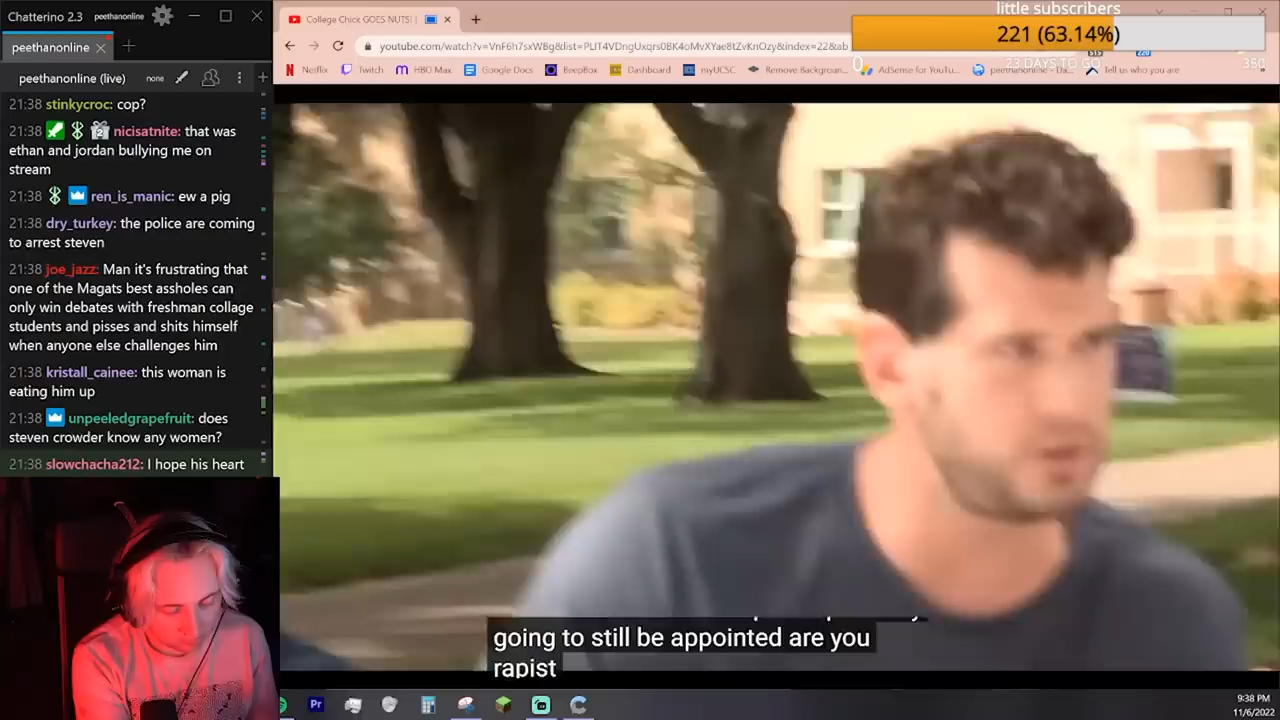 Chatterino 2.3
peethanonline
peethanonline
peethanonline (live)
none
21:38 stinkycroc: cop?
21:38 nicisatnite: that was
ethan and jordan bullying me on
stream
21:38 ren_is_manic: ew a pig
21:38 dry_turkey: the police are coming
to arrest steven
21:38 joe_jazz: Man it's frustrating that
one of the Magats best assholes can
only win debates with freshman collage
students and pisses and shits himself
when anyone else challenges him
21:38 kristall_cainee: this woman is
eating him up
21:38 unpeeledgrapefruit: does
steven crowder know any women?
21:38 slowchacha212: I hope his heart
College Chick GOES NUTS!
youtube.com/watch?v=VnF6h7sxWBg&list=PLIT4VDngUxqrs0BK4oMvXYae8tZvKnOzy&index=22&ab
Netflix
Twitch
HBO Max
Google Docs
BeepBox
Dashboard
myUCSC
Remove Backgroun...
AdSense for YouTu...
peethanonline - Da...
Tell us who you are
little subscribers
221 (63.14%)
0
23 DAYS TO GO
350
going to still be appointed are you
rapist
Pr
9:38 PM
11/6/2022